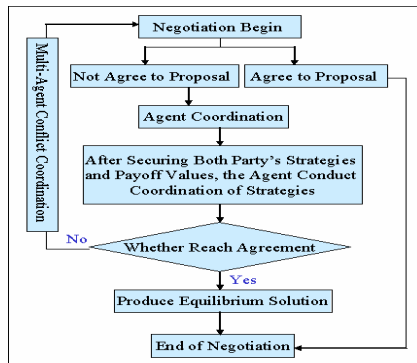 Negotiation Begin
Not Agree to Proposal
Agree to Proposal
Agent Coordination
After Securing Both Party's Strategies
and Payoff Values, the Agent Conduct
Coordination of Strategies
Multi-Agent Conflict Coordination
Whether Reach Agreement
No
Yes
Produce Equilibrium Solution
End of Negotiation